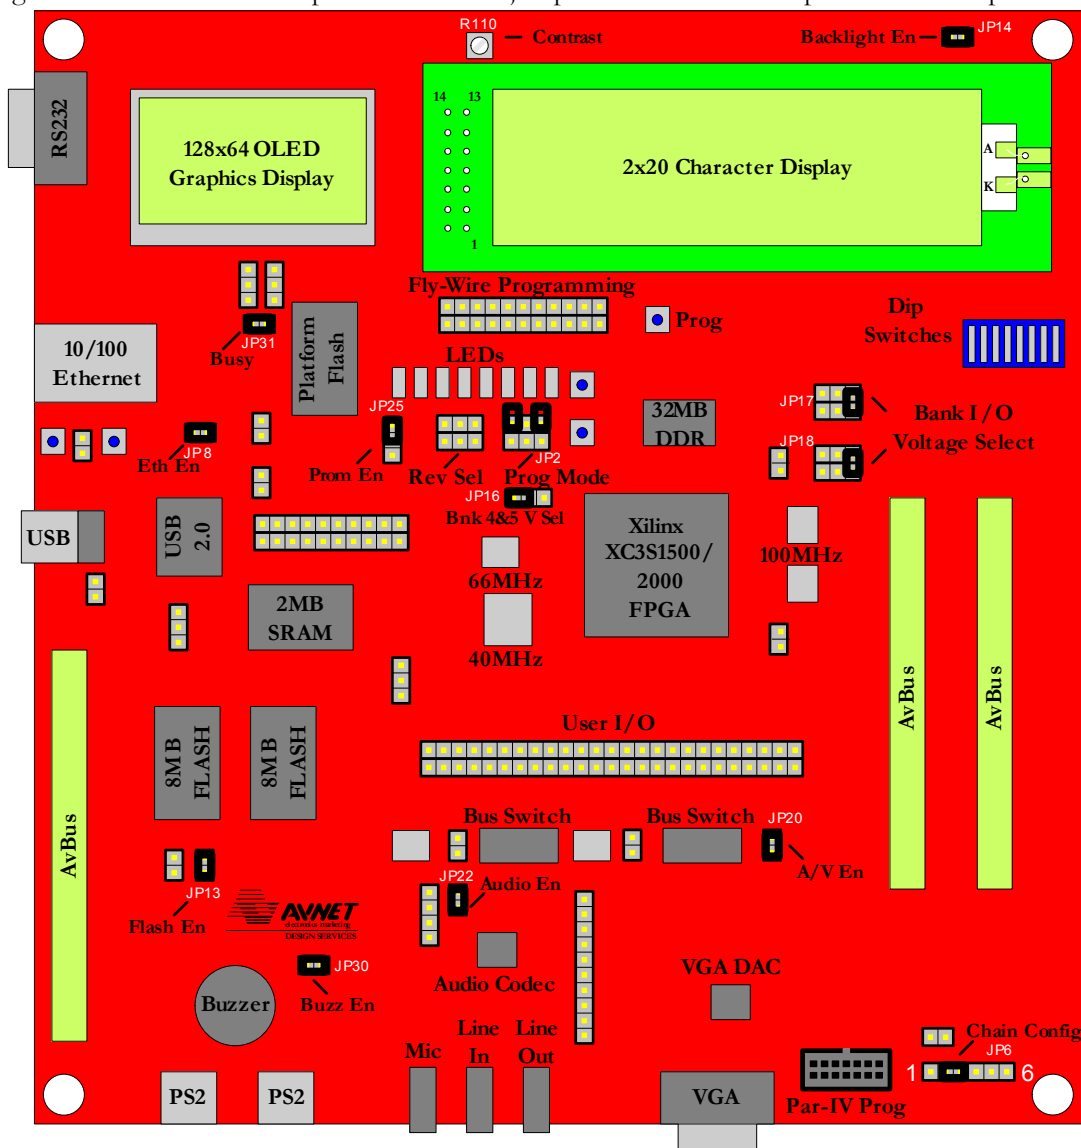 R110
Contrast
Backlight En
JP14
RS232
128x64 OLED
Graphics Display
14
13
1
2x20 Character Display
A
K
Fly-Wire Programming
Prog
Dip
Switches
JP31
Busy
Platform
Flash
10/100
Ethernet
LEDs
JP25
32MB
DDR
JP17
Bank I/O
Voltage Select
JP8
Eth En
Prom En
Rev Sel
JP2
Prog Mode
JP18
JP16
Bnk 4&5 V Sel
USB
USB
2.0
66MHz
Xilinx
XC3S1500/
2000
FPGA
100MHz
2MB
SRAM
40MHz
AvBus
AvBus
AvBus
8MB
FLASH
8MB
FLASH
User I/O
Bus Switch
Bus Switch
JP20
A/V En
JP13
Flash En
JP22
Audio En
AVNET
electronics marketing
DESIGN SERVICES
JP30
Buzz En
Buzzer
Audio Codec
VGA DAC
Mic
Line
In
Line
Out
Chain Config
JP6
1
6
PS2
PS2
VGA
Par-IV Prog